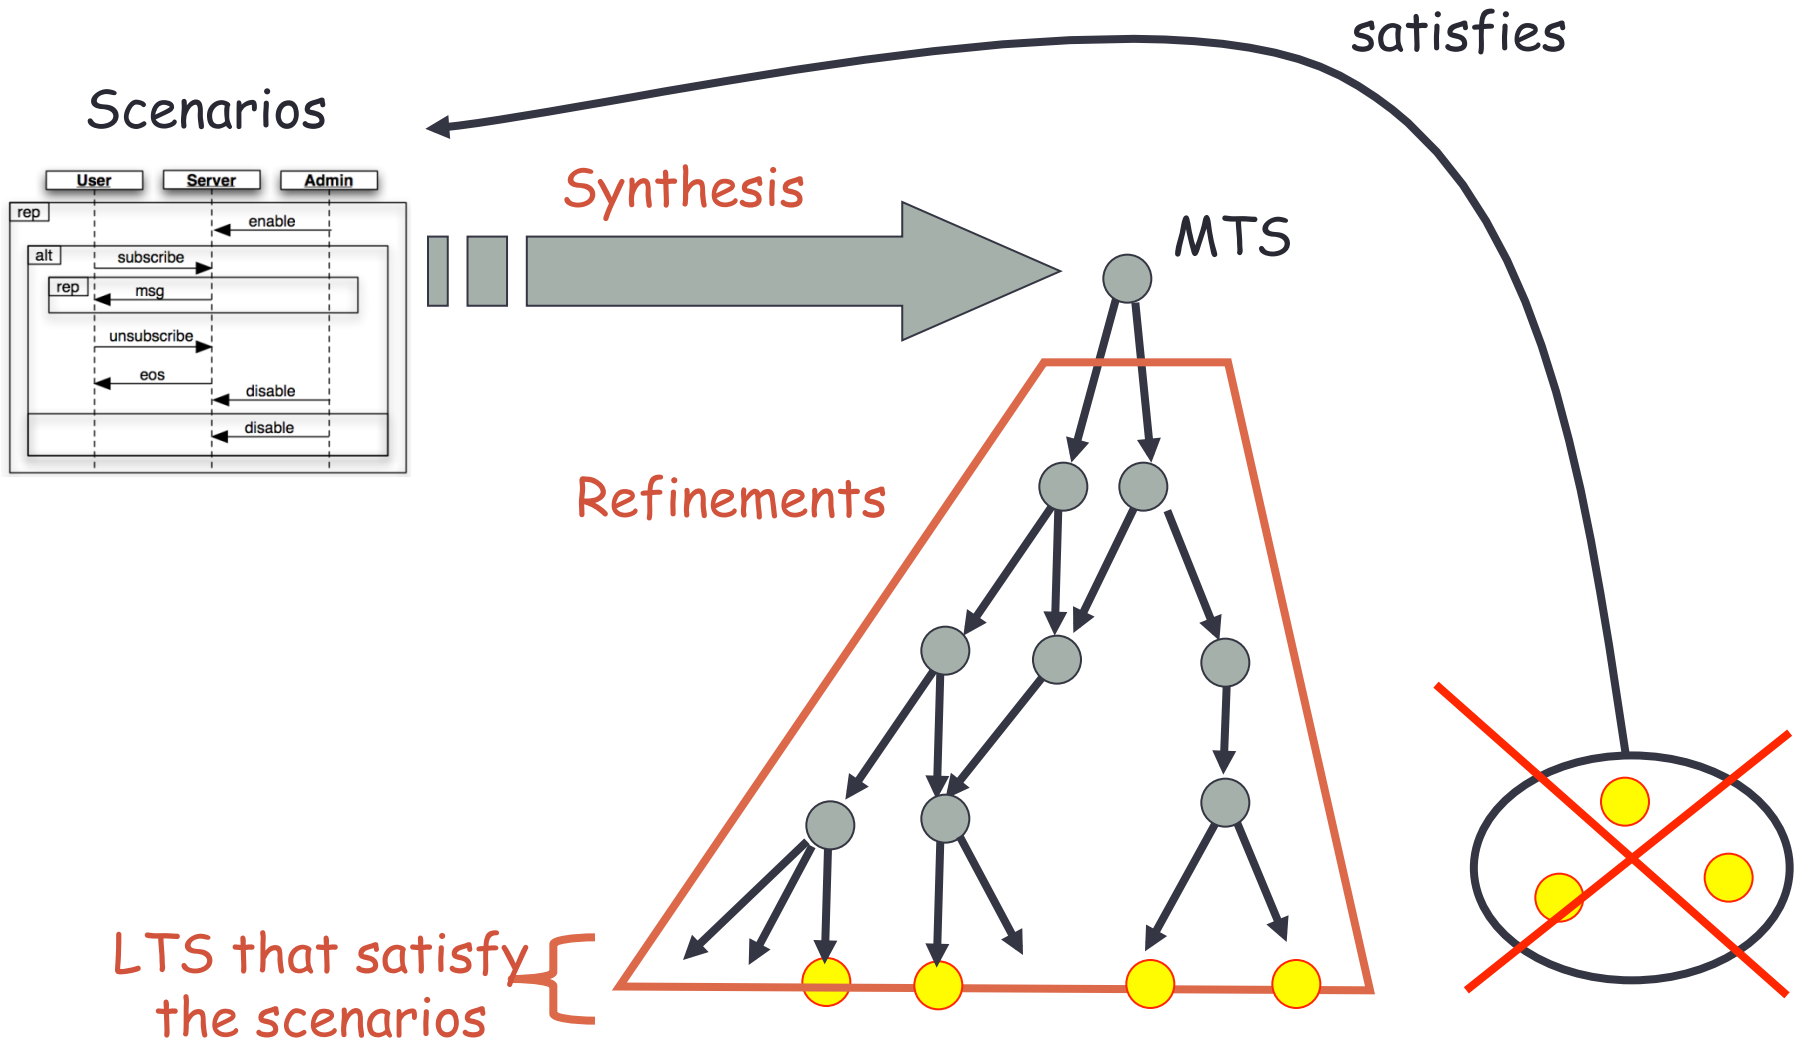 satisfies
Scenarios
User Server Admin
rep
enable
alt
subscribe
rep
msg
unsubscribe
eos
disable
disable
Synthesis
MTS
Refinements
LTS that satisfy
the scenarios